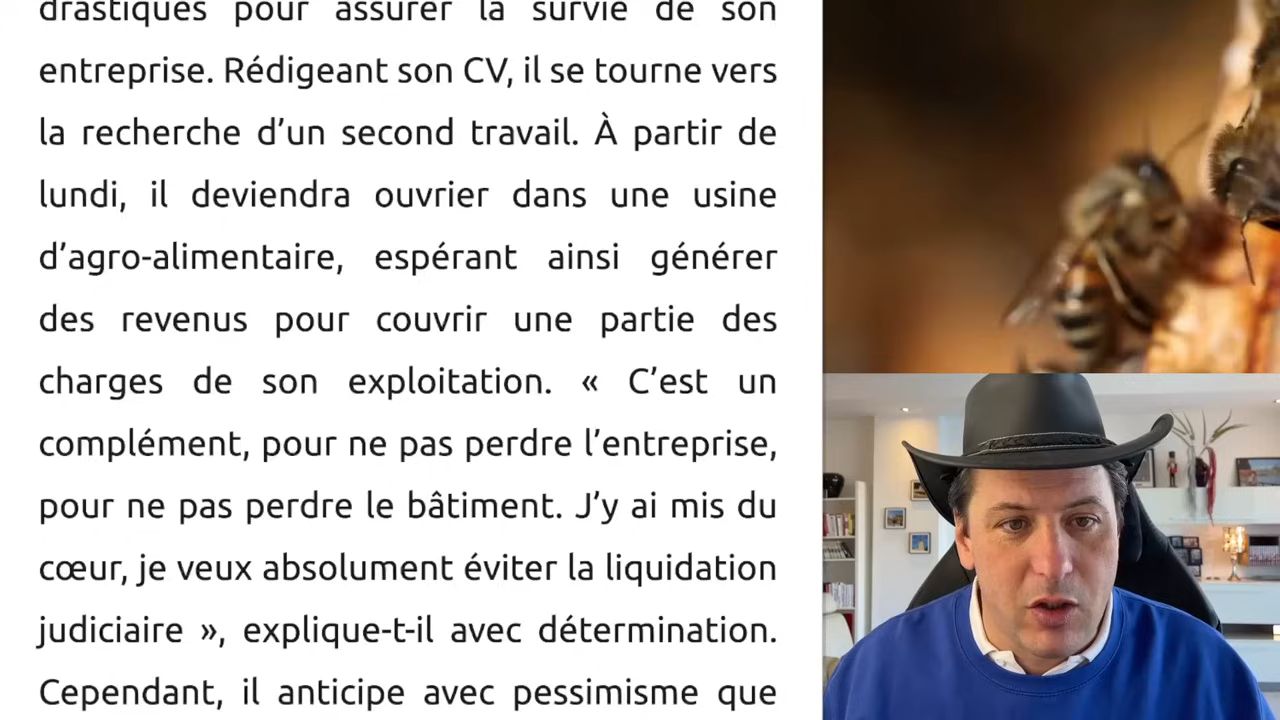 drastiques pour assurer la survie de son
entreprise. Rédigeant son CV, il se tourne vers
la recherche d’un second travail. À partir de
lundi, il deviendra ouvrier dans une usine
d’agro-alimentaire, espérant ainsi générer
des revenus pour couvrir une partie des
charges de son exploitation. « C’est un
complément, pour ne pas perdre l’entreprise,
pour ne pas perdre le bâtiment. J’y ai mis du
cœur, je veux absolument éviter la liquidation
judiciaire », explique-t-il avec détermination.
Cependant, il anticipe avec pessimisme que